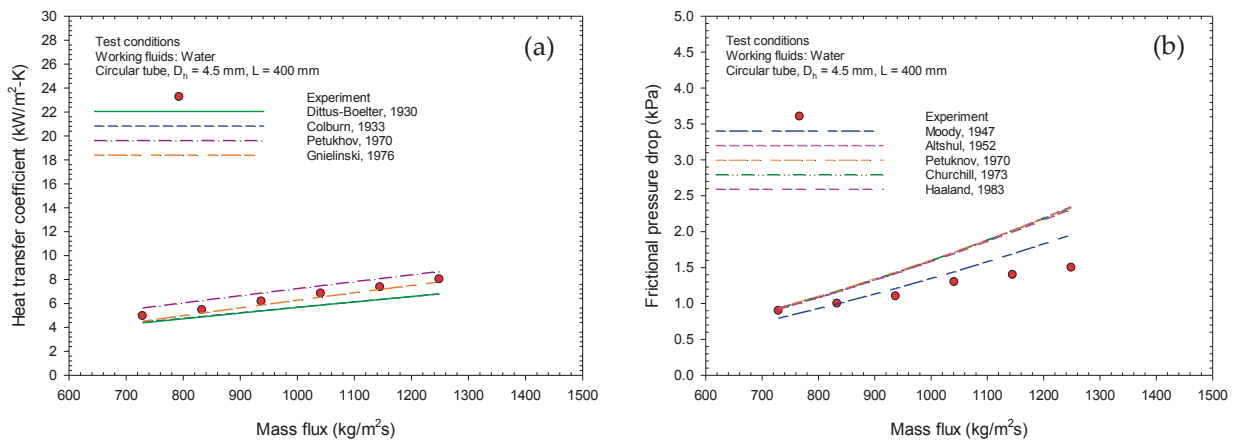 (a)
Test conditions
Working fluids: Water
Circular tube, Dh = 4.5 mm, L = 400 mm
Experiment
Dittus-Boelter, 1930
Colburn, 1933
Petukhov, 1970
Gnielinski, 1976
Heat transfer coefficient (kW/m²-K)
30
28
26
24
22
20
18
16
14
12
10
8
6
4
2
0
600 700 800 900 1000 1100 1200 1300 1400 1500
Mass flux (kg/m²s)
(b)
Test conditions
Working fluids: Water
Circular tube, Dh = 4.5 mm, L = 400 mm
Experiment
Moody, 1947
Altshul, 1952
Petuknov, 1970
Churchill, 1973
Haaland, 1983
Frictional pressure drop (kPa)
5.0
4.5
4.0
3.5
3.0
2.5
2.0
1.5
1.0
0.5
0.0
600 700 800 900 1000 1100 1200 1300 1400 1500
Mass flux (kg/m²s)